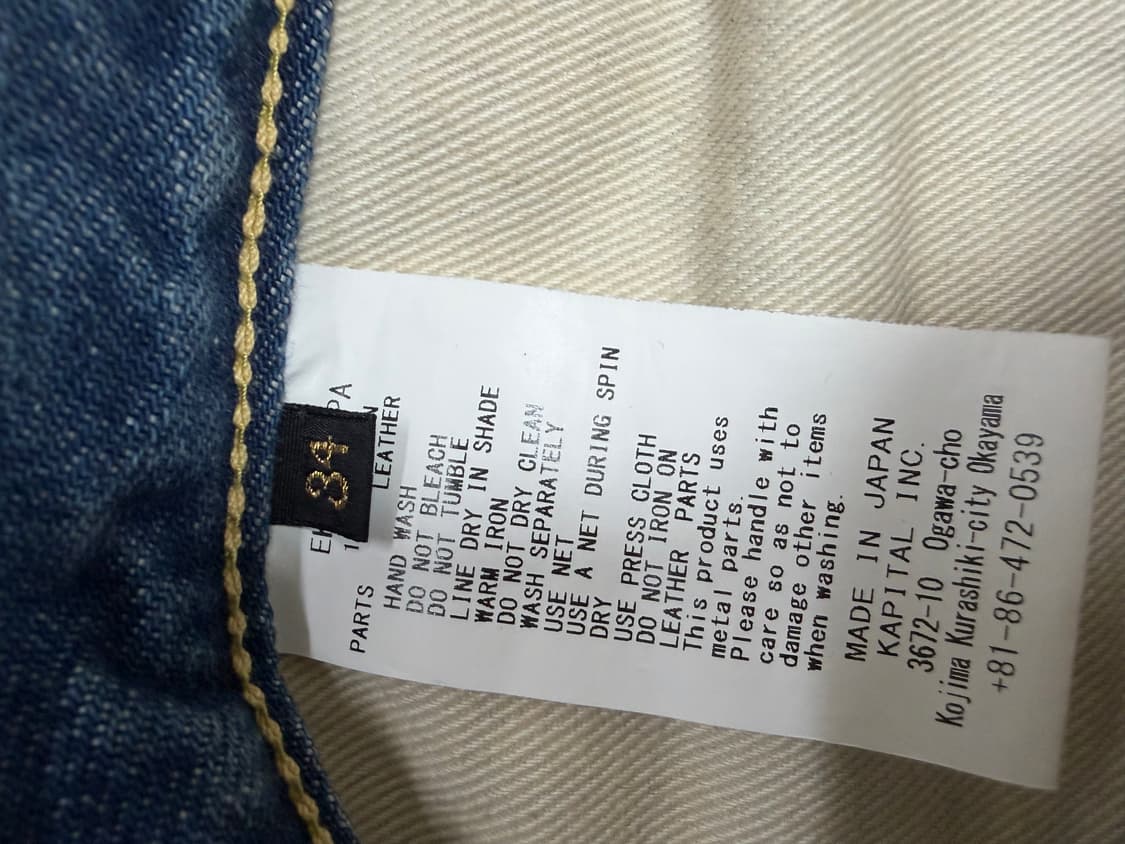 34
PARTS LEATHER
HAND WASH
DO NOT BLEACH
DO NOT TUMBLE
LINE DRY IN SHADE
WARM IRON
DO NOT DRY CLEAN
WASH SEPARATELY
USE NET
USE A NET DURING SPIN
DRY
USE PRESS CLOTH
DO NOT IRON ON
LEATHER PARTS
This product uses
metal parts.
Please handle with
care so as not to
damage other items
when washing.
MADE IN JAPAN
KAPITAL INC.
3672-10 Ogawa-cho
Kojima Kurashiki-city Okayama
+81-86-472-0539